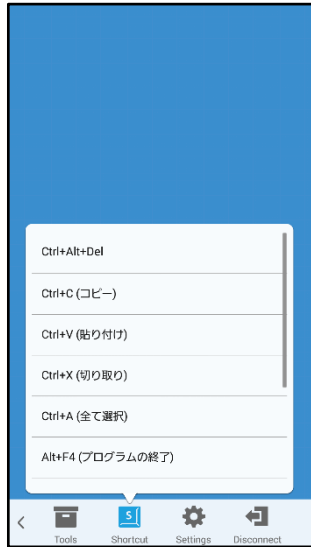 Ctrl+Alt+Del
Ctrl+C (コピー)
Ctrl+V (貼り付け)
Ctrl+X (切り取り)
Ctrl+A (全て選択)
Alt+F4 (プログラムの終了)
Tools Shortcut Settings Disconnect